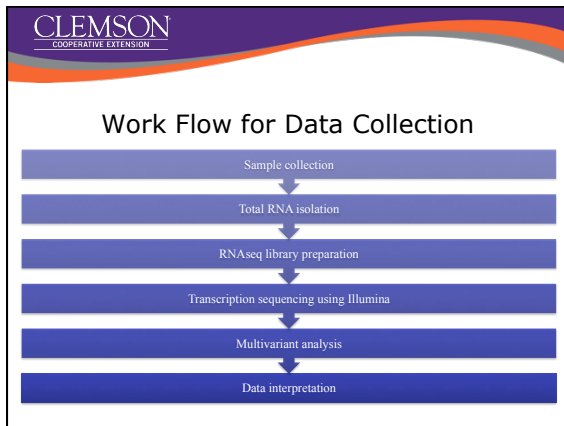 CLEMSON
COOPERATIVE EXTENSION
Work Flow for Data Collection
Sample collection
Total RNA isolation
RNAseq library preparation
Transcription sequencing using Illumina
Multivariant analysis
Data interpretation